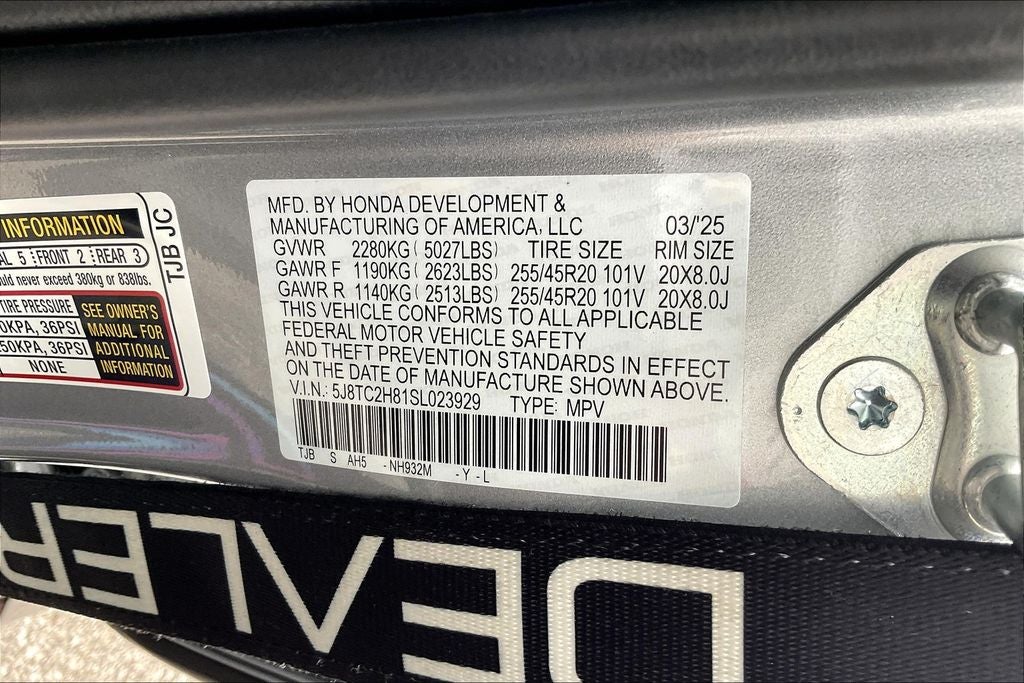 INFORMATION
AL 5 FRONT 2 REAR 3
never exceed 380kg or 838lbs.
TIRE PRESSURE
0KPA, 36PSI
50KPA, 36PSI
NONE
SEE OWNER'S
MANUAL FOR
ADDITIONAL
INFORMATION
TJB JC
MFD. BY HONDA DEVELOPMENT &
MANUFACTURING OF AMERICA, LLC 03/'25
GVWR 2280KG ( 5027LBS) TIRE SIZE RIM SIZE
GAWR F 1190KG ( 2623LBS) 255/45R20 101V 20X8.0J
GAWR R 1140KG ( 2513LBS) 255/45R20 101V 20X8.0J
THIS VEHICLE CONFORMS TO ALL APPLICABLE
FEDERAL MOTOR VEHICLE SAFETY
AND THEFT PREVENTION STANDARDS IN EFFECT
ON THE DATE OF MANUFACTURE SHOWN ABOVE.
V.I.N.: 5J8TC2H81SL023929 TYPE: MPV
TJB S AH5 - NH932M - Y - L
DEALER